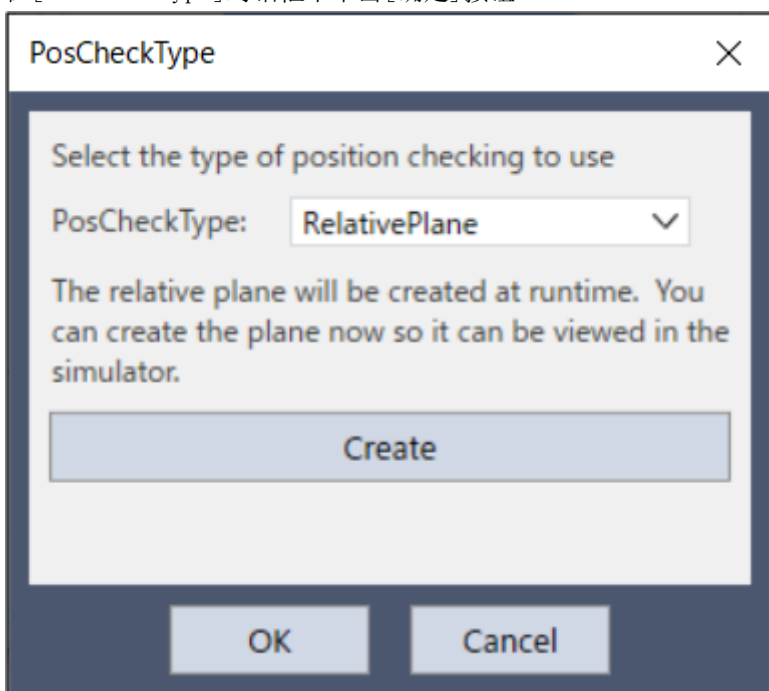 PosCheckType
Select the type of position checking to use
PosCheckType:
RelativePlane
The relative plane will be created at runtime. You
can create the plane now so it can be viewed in the
simulator.
Create
OK
Cancel